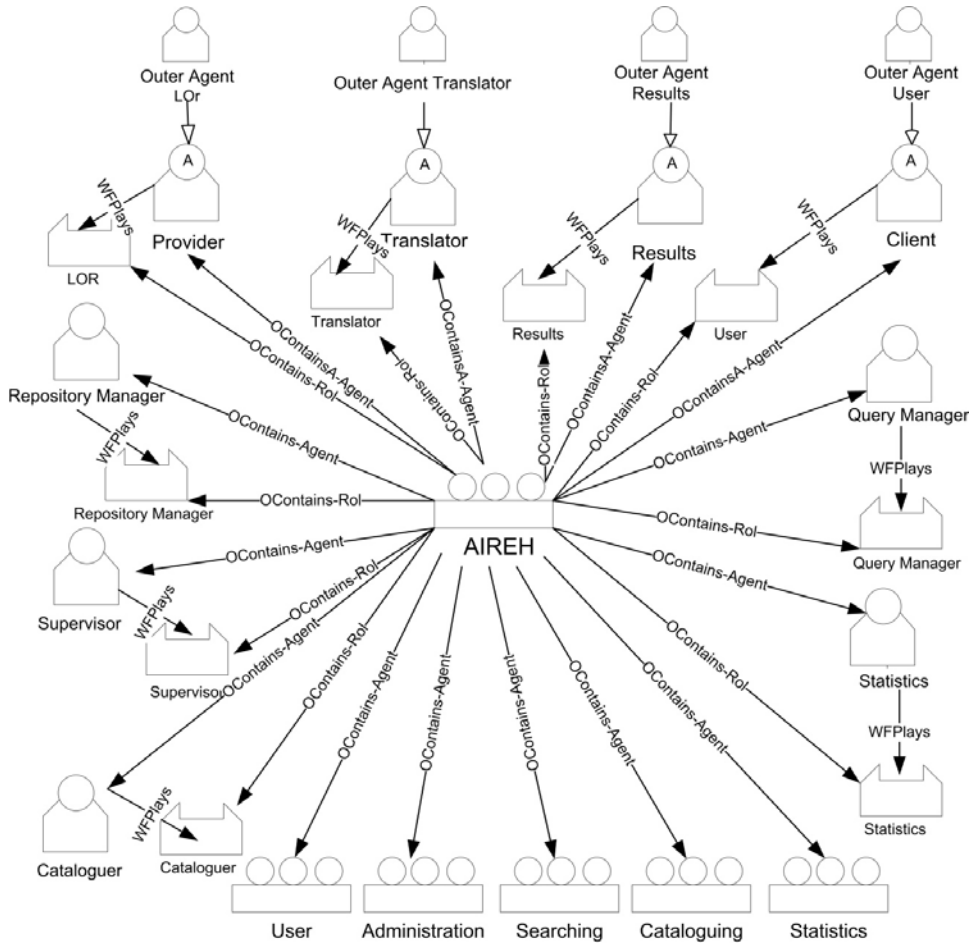 Outer Agent
LOr
Outer Agent Translator
Outer Agent
Results
Outer Agent
User
A
A
A
A
WFPlays
Provider
LOR
WFPlays
Translator
Translator
WFPlays
Results
Results
WFPlays
Client
User
OContains-Rol
OContainsA-Agent
OContains-Rol
OContainsA-Agent
OContains-Rol
OContainsA-Agent
OContains-Rol
OContainsA-Agent
Repository Manager
WFPlays
Repository Manager
OContains-Agent
OContains-Rol
OContains-Agent
Query Manager
WFPlays
OContains-Rol
Query Manager
AIREH
OContains-Agent
Supervisor
WFPlays
OContains-Rol
Supervisor
OContains-Agent
Statistics
WFPlays
OContains-Rol
Statistics
OContains-Agent
OContains-Rol
Cataloguer
WFPlays
Cataloguer
OContains-Agent
OContains-Agent
OContains-Agent
OContains-Agent
OContains-Agent
User
Administration
Searching
Cataloguing
Statistics